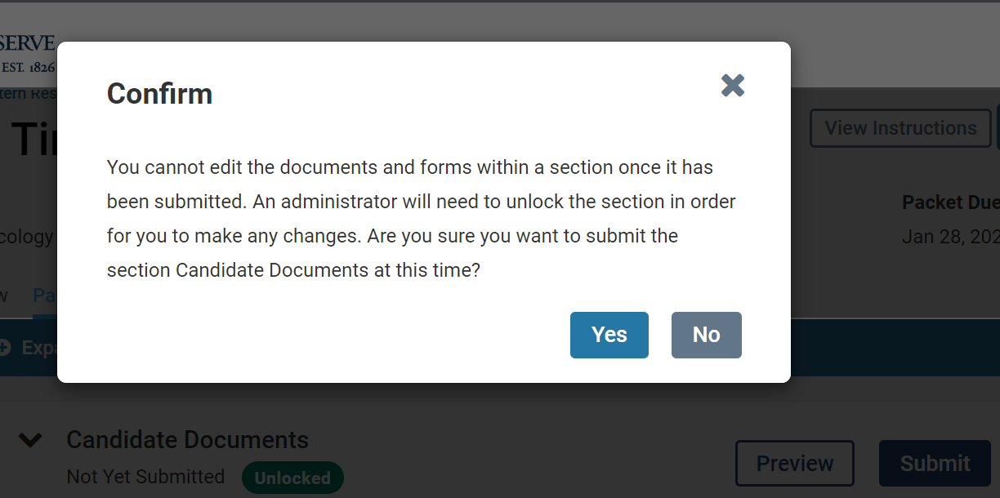 SERVE
EST. 1826
tern Res
Confirm
View Instructions
You cannot edit the documents and forms within a section once it has
been submitted. An administrator will need to unlock the section in order
for you to make any changes. Are you sure you want to submit the
section Candidate Documents at this time?
Packet Due
cology
Jan 28, 202
w
Pa
Yes
No
Expa
Candidate Documents
Not Yet Submitted
Unlocked
Preview
Submit